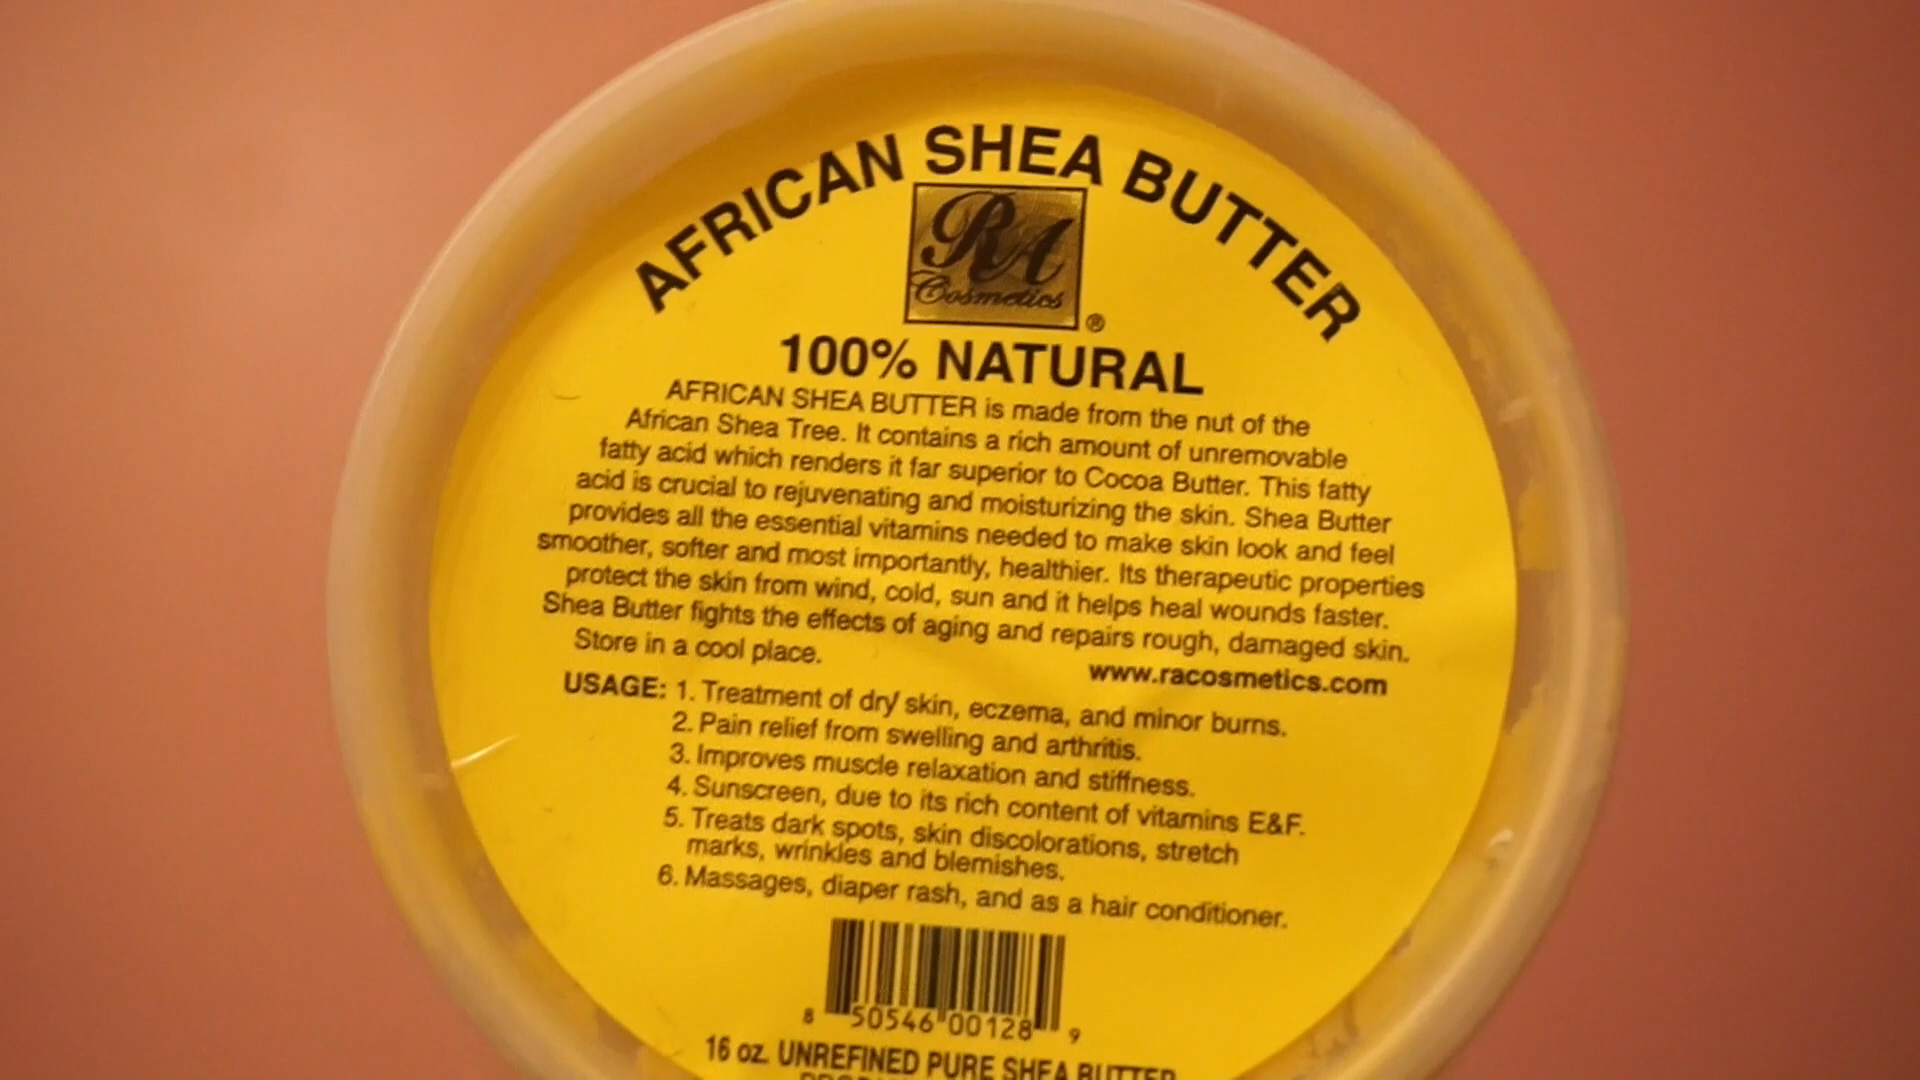 AFRICAN SHEA BUTTER
RA
Cosmetics
®
100% NATURAL
AFRICAN SHEA BUTTER is made from the nut of the
African Shea Tree. It contains a rich amount of unremovable
fatty acid which renders it far superior to Cocoa Butter. This fatty
acid is crucial to rejuvenating and moisturizing the skin. Shea Butter
provides all the essential vitamins needed to make skin look and feel
smoother, softer and most importantly, healthier. Its therapeutic properties
protect the skin from wind, cold, sun and it helps heal wounds faster.
Shea Butter fights the effects of aging and repairs rough, damaged skin.
Store in a cool place.
www.racosmetics.com
USAGE: 1. Treatment of dry skin, eczema, and minor burns.
2. Pain relief from swelling and arthritis.
3. Improves muscle relaxation and stiffness.
4. Sunscreen, due to its rich content of vitamins E&F.
5. Treats dark spots, skin discolorations, stretch
marks, wrinkles and blemishes.
6. Massages, diaper rash, and as a hair conditioner.
8 50546 00128 9
16 oz. UNREFINED PURE SHEA BUTTER